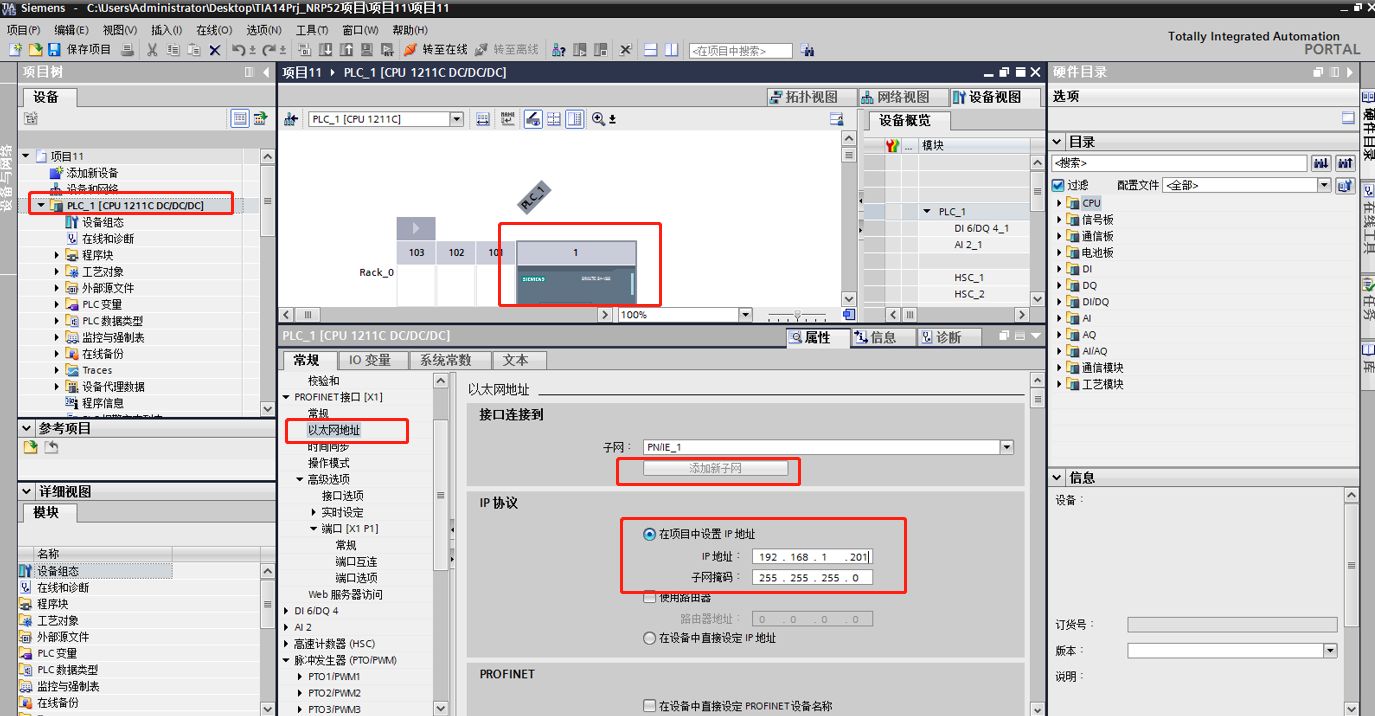 Siemens - C:\Users\Administrator\Desktop\TIA14Prj_NRP52项目\项目11\项目11
项目(P) 编辑(E) 视图(V) 插入(I) 在线(O) 选项(N) 工具(T) 窗口(W) 帮助(H)
Totally Integrated Automation
PORTAL
保存项目 转至在线 转至离线 <在项目中搜索>
项目树
设备
设备与网络
项目11
添加新设备
设备和网络
PLC_1 [CPU 1211C DC/DC/DC]
设备组态
在线和诊断
程序块
工艺对象
外部源文件
PLC 变量
PLC 数据类型
监控与强制表
在线备份
Traces
设备代理数据
程序信息
参考项目
详细视图
模块
名称
设备组态
在线和诊断
程序块
工艺对象
外部源文件
PLC 变量
PLC 数据类型
监控与强制表
在线备份
项目11 PLC_1 [CPU 1211C DC/DC/DC]
拓扑视图 网络视图 设备视图
PLC_1 [CPU 1211C]
PLC_1
103 102 101 1
Rack_0
SIEMENS
100%
设备概览
... 模块
PLC_1
DI 6/DQ 4_1
AI 2_1
HSC_1
HSC_2
PLC_1 [CPU 1211C DC/DC/DC]
属性 信息 诊断
常规 IO 变量 系统常数 文本
校验和
PROFINET接口 [X1]
常规
以太网地址
时间同步
操作模式
高级选项
接口选项
实时设定
端口 [X1 P1]
常规
端口互连
端口选项
Web 服务器访问
DI 6/DQ 4
AI 2
高速计数器 (HSC)
脉冲发生器 (PTO/PWM)
PTO1/PWM1
PTO2/PWM2
PTO3/PWM3
以太网地址
接口连接到
子网： PN/IE_1
添加新子网
IP 协议
在项目中设置 IP 地址
IP 地址： 192 . 168 . 1 . 201
子网掩码： 255 . 255 . 255 . 0
使用路由器
路由器地址： 0 . 0 . 0 . 0
在设备中直接设定 IP 地址
PROFINET
在设备中直接设定 PROFINET 设备名称
硬件目录
选项
目录
<搜索>
过滤 配置文件 <全部>
CPU
信号板
通信板
电池板
DI
DQ
DI/DQ
AI
AQ
AI/AQ
通信模块
工艺模块
信息
设备：
订货号：
版本：
说明：
硬件目录
在线工具
任务
库